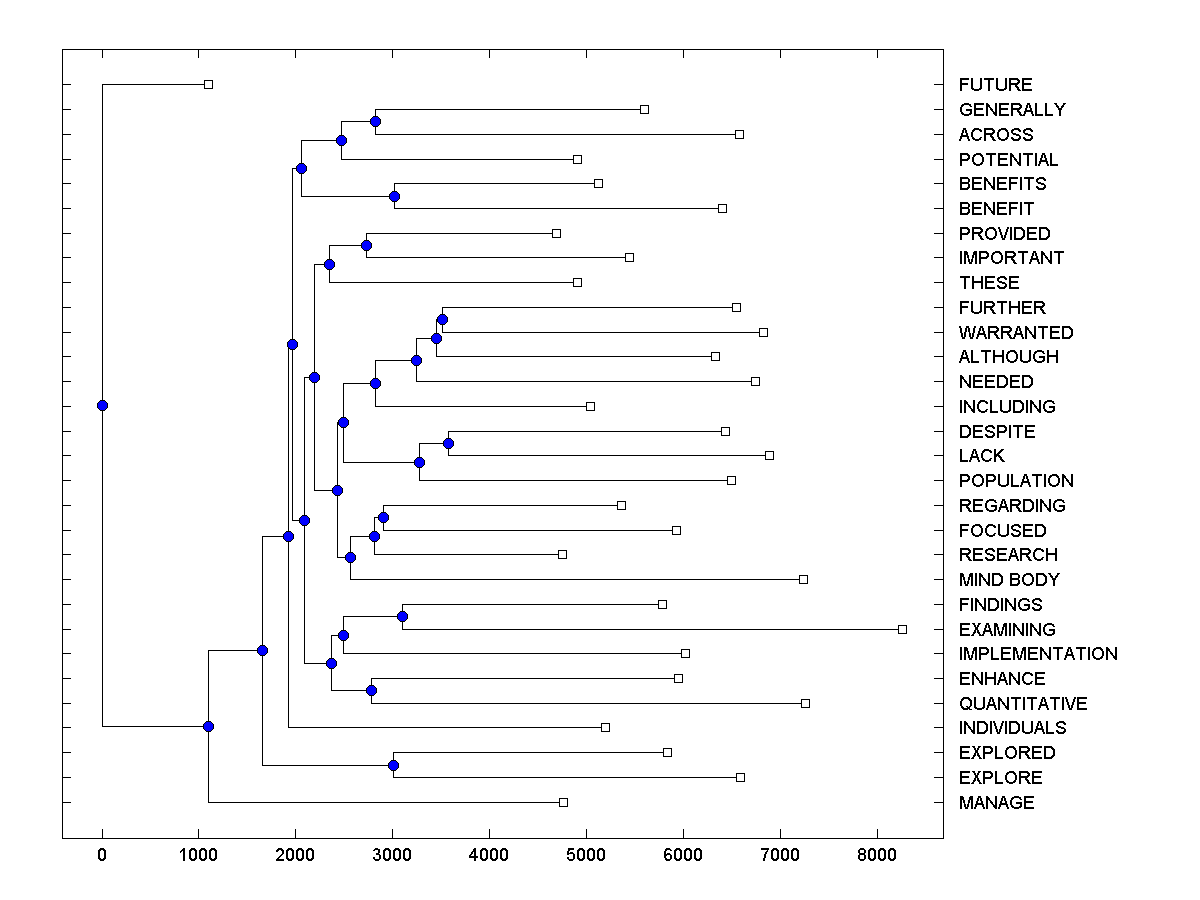 FUTURE
GENERALLY
ACROSS
POTENTIAL
BENEFITS
BENEFIT
PROVIDED
IMPORTANT
THESE
FURTHER
WARRANTED
ALTHOUGH
NEEDED
INCLUDING
DESPITE
LACK
POPULATION
REGARDING
FOCUSED
RESEARCH
MIND BODY
FINDINGS
EXAMINING
IMPLEMENTATION
ENHANCE
QUANTITATIVE
INDIVIDUALS
EXPLORED
EXPLORE
MANAGE
0 1000 2000 3000 4000 5000 6000 7000 8000